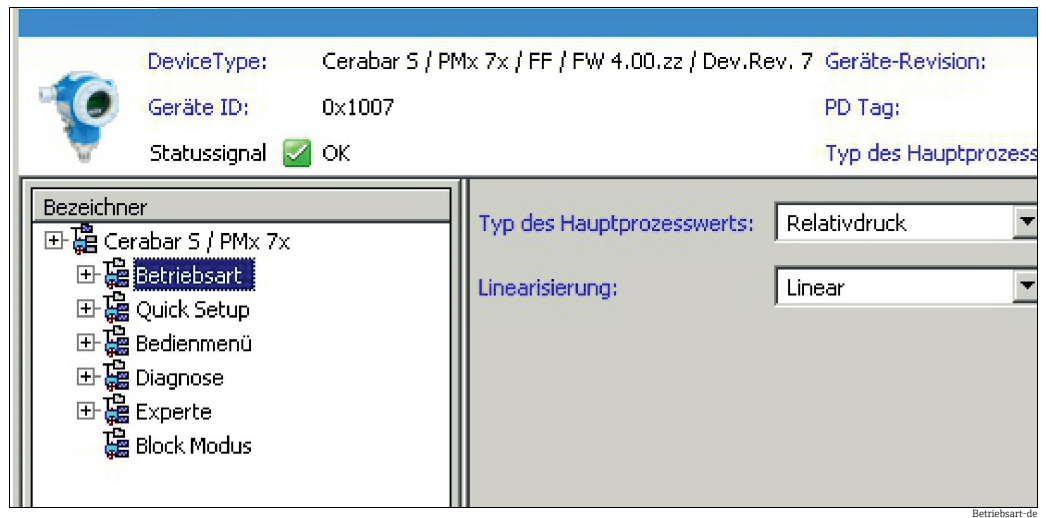 DeviceType: Cerabar S / PMx 7x / FF / FW 4.00.zz / Dev.Rev. 7 Geräte-Revision:
Geräte ID: 0x1007 PD Tag:
Statussignal OK Typ des Hauptprozess
Bezeichner
Cerabar S / PMx 7x
Betriebsart
Quick Setup
Bedienmenü
Diagnose
Experte
Block Modus
Typ des Hauptprozesswerts: Relativdruck
Linearisierung: Linear
Betriebsart-de